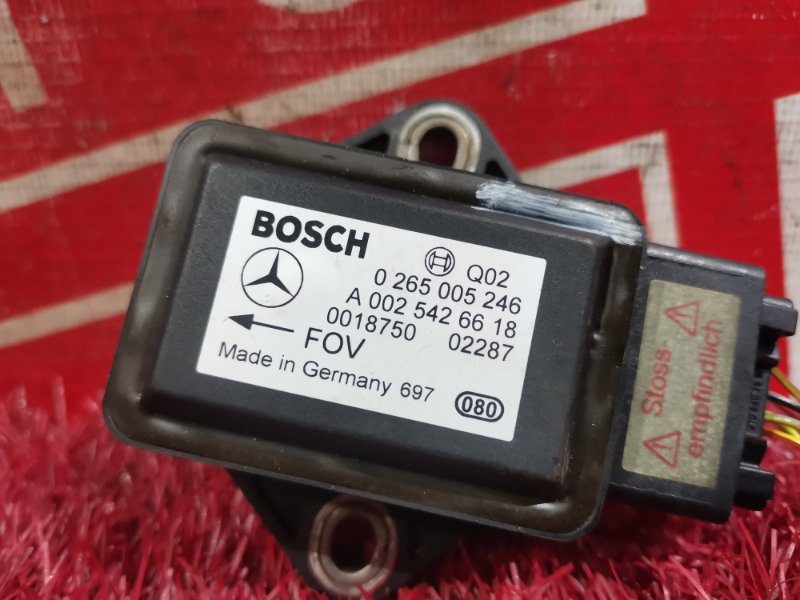 BOSCH
Q02
0 265 005 246
A 002 542 66 18
0018750 02287
FOV
Made in Germany 697
080
Stoss-
empfindlich